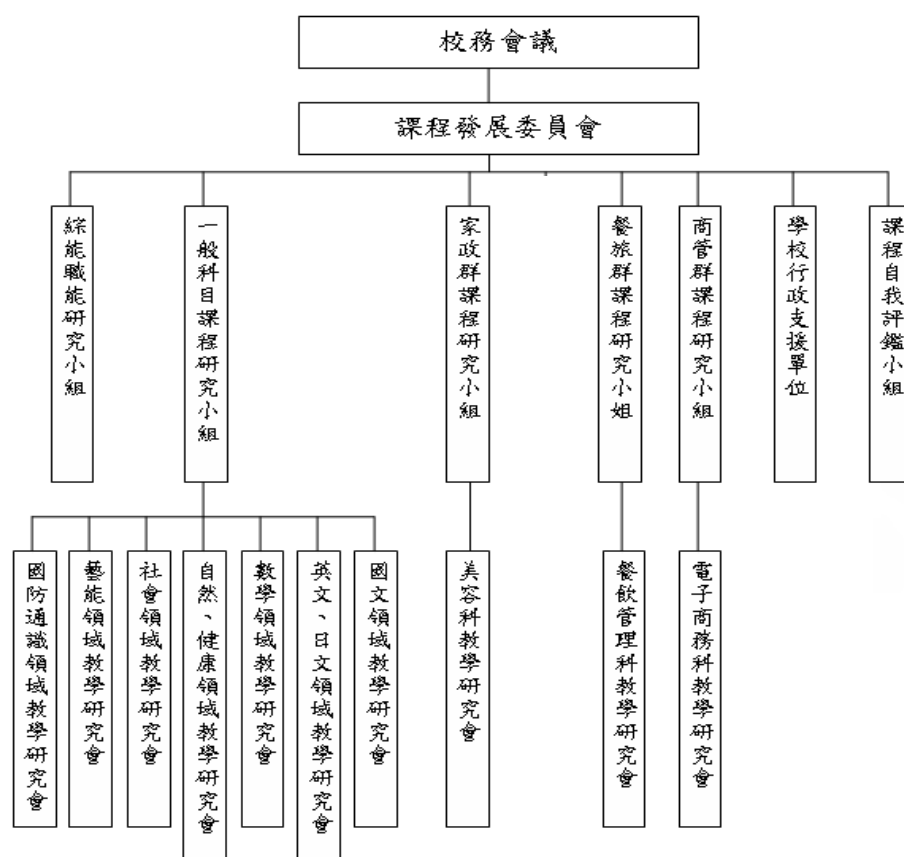 校務會議
課程發展委員會
綜能職能研究小組
一般科目課程研究小組
家政群課程研究小組
餐旅群課程研究小姐
商管群課程研究小組
學校行政支援單位
課程自我評鑑小組
國防通識領域教學研究會
藝能領域教學研究會
社會領域教學研究會
自然、健康領域教學研究會
數學領域教學研究會
英文、日文領域教學研究會
國文領域教學研究會
美容科教學研究會
餐飲管理科教學研究會
電子商務科教學研究會